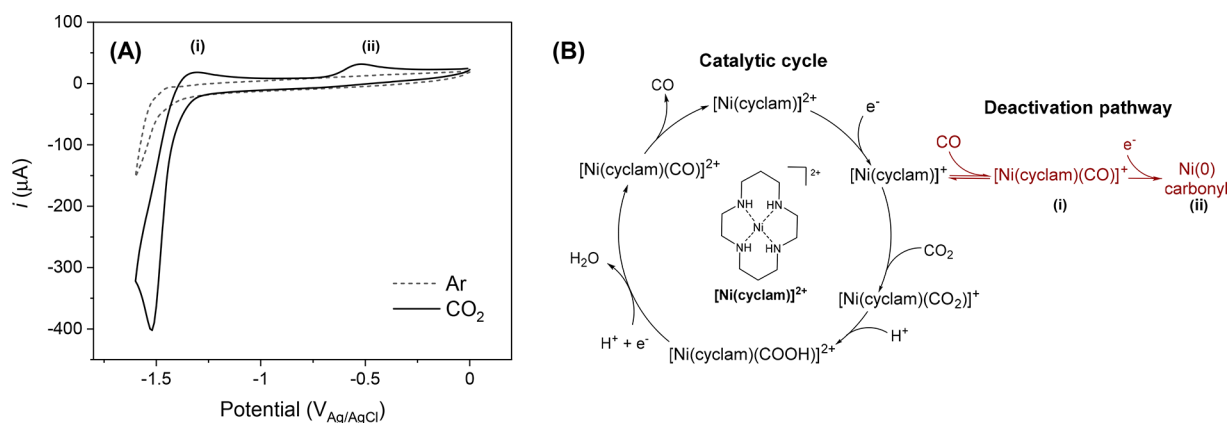 (A)
(i)
(ii)
100
0
-100
-200
-300
-400
i (μA)
Ar
CO2
-1.5
-1
-0.5
0
Potential (VAg/AgCl)
(B)
Catalytic cycle
Deactivation pathway
CO
[Ni(cyclam)]2+
e-
[Ni(cyclam)(CO)]2+
[Ni(cyclam)]+
CO
[Ni(cyclam)(CO)]+
(i)
e-
Ni(0)
carbonyl
(ii)
2+
NH
HN
Ni
NH
HN
[Ni(cyclam)]2+
H2O
CO2
[Ni(cyclam)(CO2)]+
H+ + e-
[Ni(cyclam)(COOH)]2+
H+